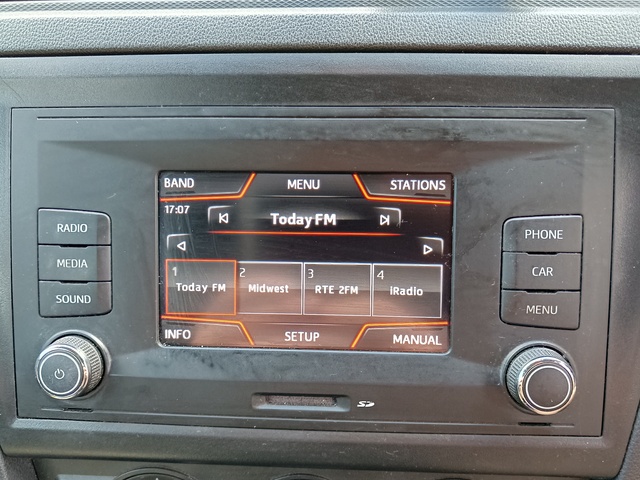 BAND MENU STATIONS
17:07
Today FM
RADIO
MEDIA
SOUND
1 Today FM
2 Midwest
3 RTE 2FM
4 iRadio
INFO SETUP MANUAL
PHONE
CAR
MENU
SD